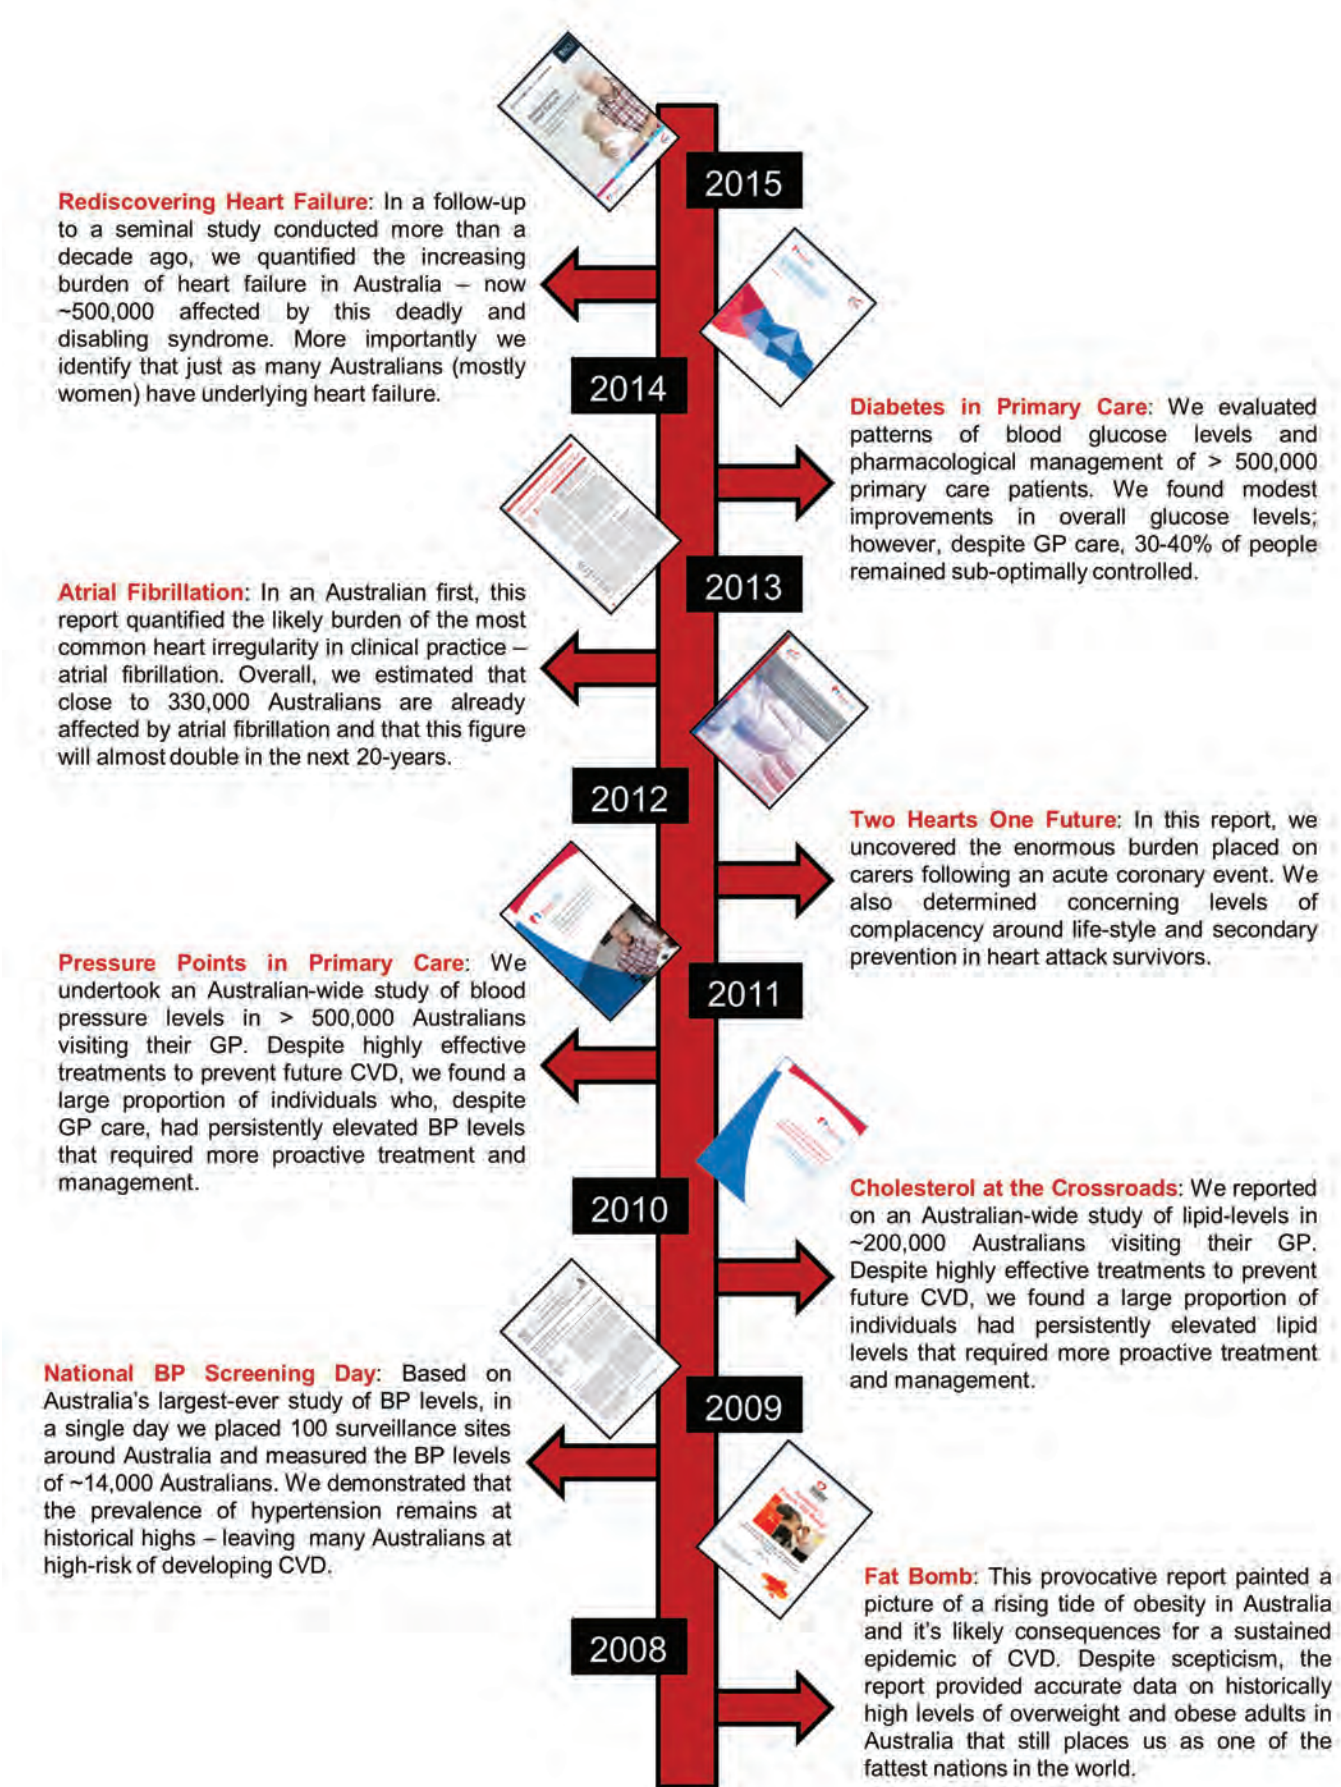 2015
Rediscovering Heart Failure: In a follow-up
to a seminal study conducted more than a
decade ago, we quantified the increasing
burden of heart failure in Australia – now
~500,000 affected by this deadly and
disabling syndrome. More importantly we
identify that just as many Australians (mostly
women) have underlying heart failure.
2014
Diabetes in Primary Care: We evaluated
patterns of blood glucose levels and
pharmacological management of > 500,000
primary care patients. We found modest
improvements in overall glucose levels;
however, despite GP care, 30-40% of people
remained sub-optimally controlled.
2013
Atrial Fibrillation: In an Australian first, this
report quantified the likely burden of the most
common heart irregularity in clinical practice –
atrial fibrillation. Overall, we estimated that
close to 330,000 Australians are already
affected by atrial fibrillation and that this figure
will almost double in the next 20-years.
2012
Two Hearts One Future: In this report, we
uncovered the enormous burden placed on
carers following an acute coronary event. We
also determined concerning levels of
complacency around life-style and secondary
prevention in heart attack survivors.
2011
Pressure Points in Primary Care: We
undertook an Australian-wide study of blood
pressure levels in > 500,000 Australians
visiting their GP. Despite highly effective
treatments to prevent future CVD, we found a
large proportion of individuals who, despite
GP care, had persistently elevated BP levels
that required more proactive treatment and
management.
2010
Cholesterol at the Crossroads: We reported
on an Australian-wide study of lipid-levels in
~200,000 Australians visiting their GP.
Despite highly effective treatments to prevent
future CVD, we found a large proportion of
individuals had persistently elevated lipid
levels that required more proactive treatment
and management.
2009
National BP Screening Day: Based on
Australia's largest-ever study of BP levels, in
a single day we placed 100 surveillance sites
around Australia and measured the BP levels
of ~14,000 Australians. We demonstrated that
the prevalence of hypertension remains at
historical highs – leaving many Australians at
high-risk of developing CVD.
2008
Fat Bomb: This provocative report painted a
picture of a rising tide of obesity in Australia
and it's likely consequences for a sustained
epidemic of CVD. Despite scepticism, the
report provided accurate data on historically
high levels of overweight and obese adults in
Australia that still places us as one of the
fattest nations in the world.